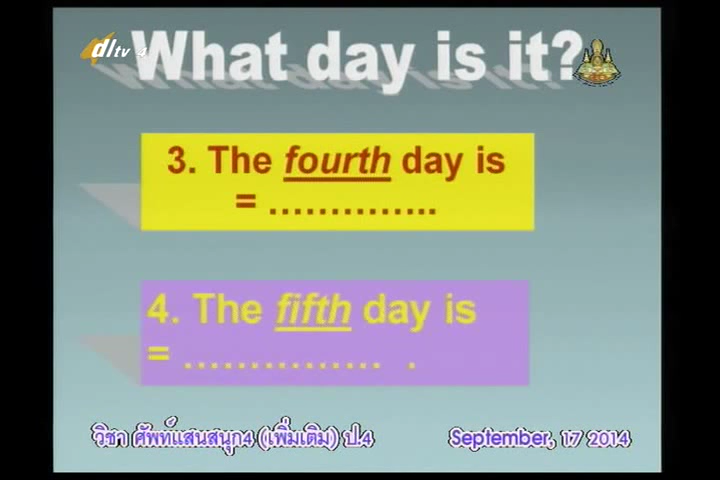 dltv 4
What day is it?
3. The fourth day is
= …………..
4. The fifth day is
= …………… .
วิชา ศัพท์แสนสนุก4 (เพิ่มเติม) ป.4
September, 17 2014